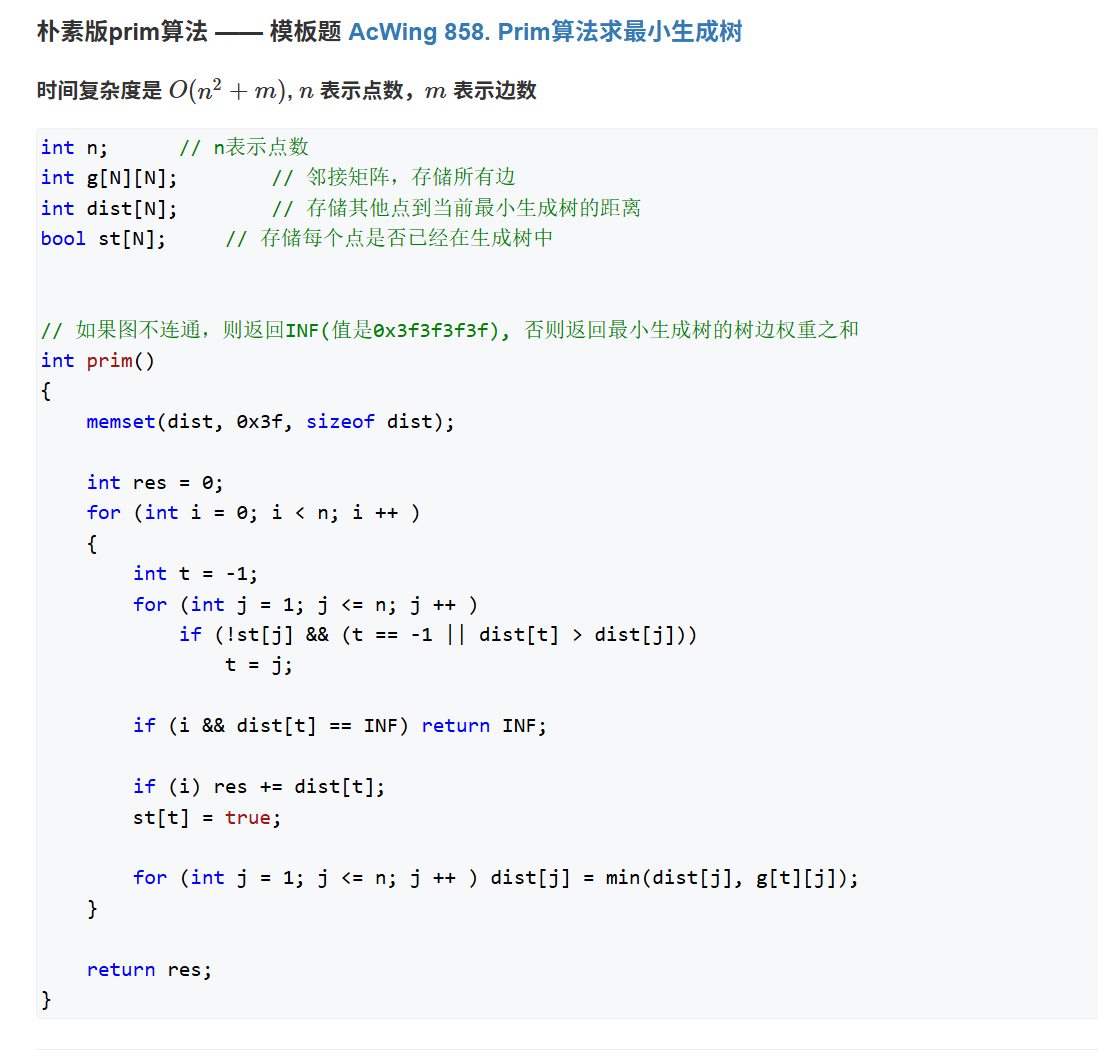 朴素版prim算法 —— 模板题 AcWing 858. Prim算法求最小生成树
时间复杂度是 O(n² + m), n 表示点数，m 表示边数
int n;      // n表示点数
int g[N][N];        // 邻接矩阵，存储所有边
int dist[N];        // 存储其他点到当前最小生成树的距离
bool st[N];     // 存储每个点是否已经在生成树中
// 如果图不连通，则返回INF(值是0x3f3f3f3f), 否则返回最小生成树的树边权重之和
int prim()
{
    memset(dist, 0x3f, sizeof dist);
    int res = 0;
    for (int i = 0; i < n; i ++ )
    {
        int t = -1;
        for (int j = 1; j <= n; j ++ )
            if (!st[j] && (t == -1 || dist[t] > dist[j]))
                t = j;
        if (i && dist[t] == INF) return INF;
        if (i) res += dist[t];
        st[t] = true;
        for (int j = 1; j <= n; j ++ ) dist[j] = min(dist[j], g[t][j]);
    }
    return res;
}